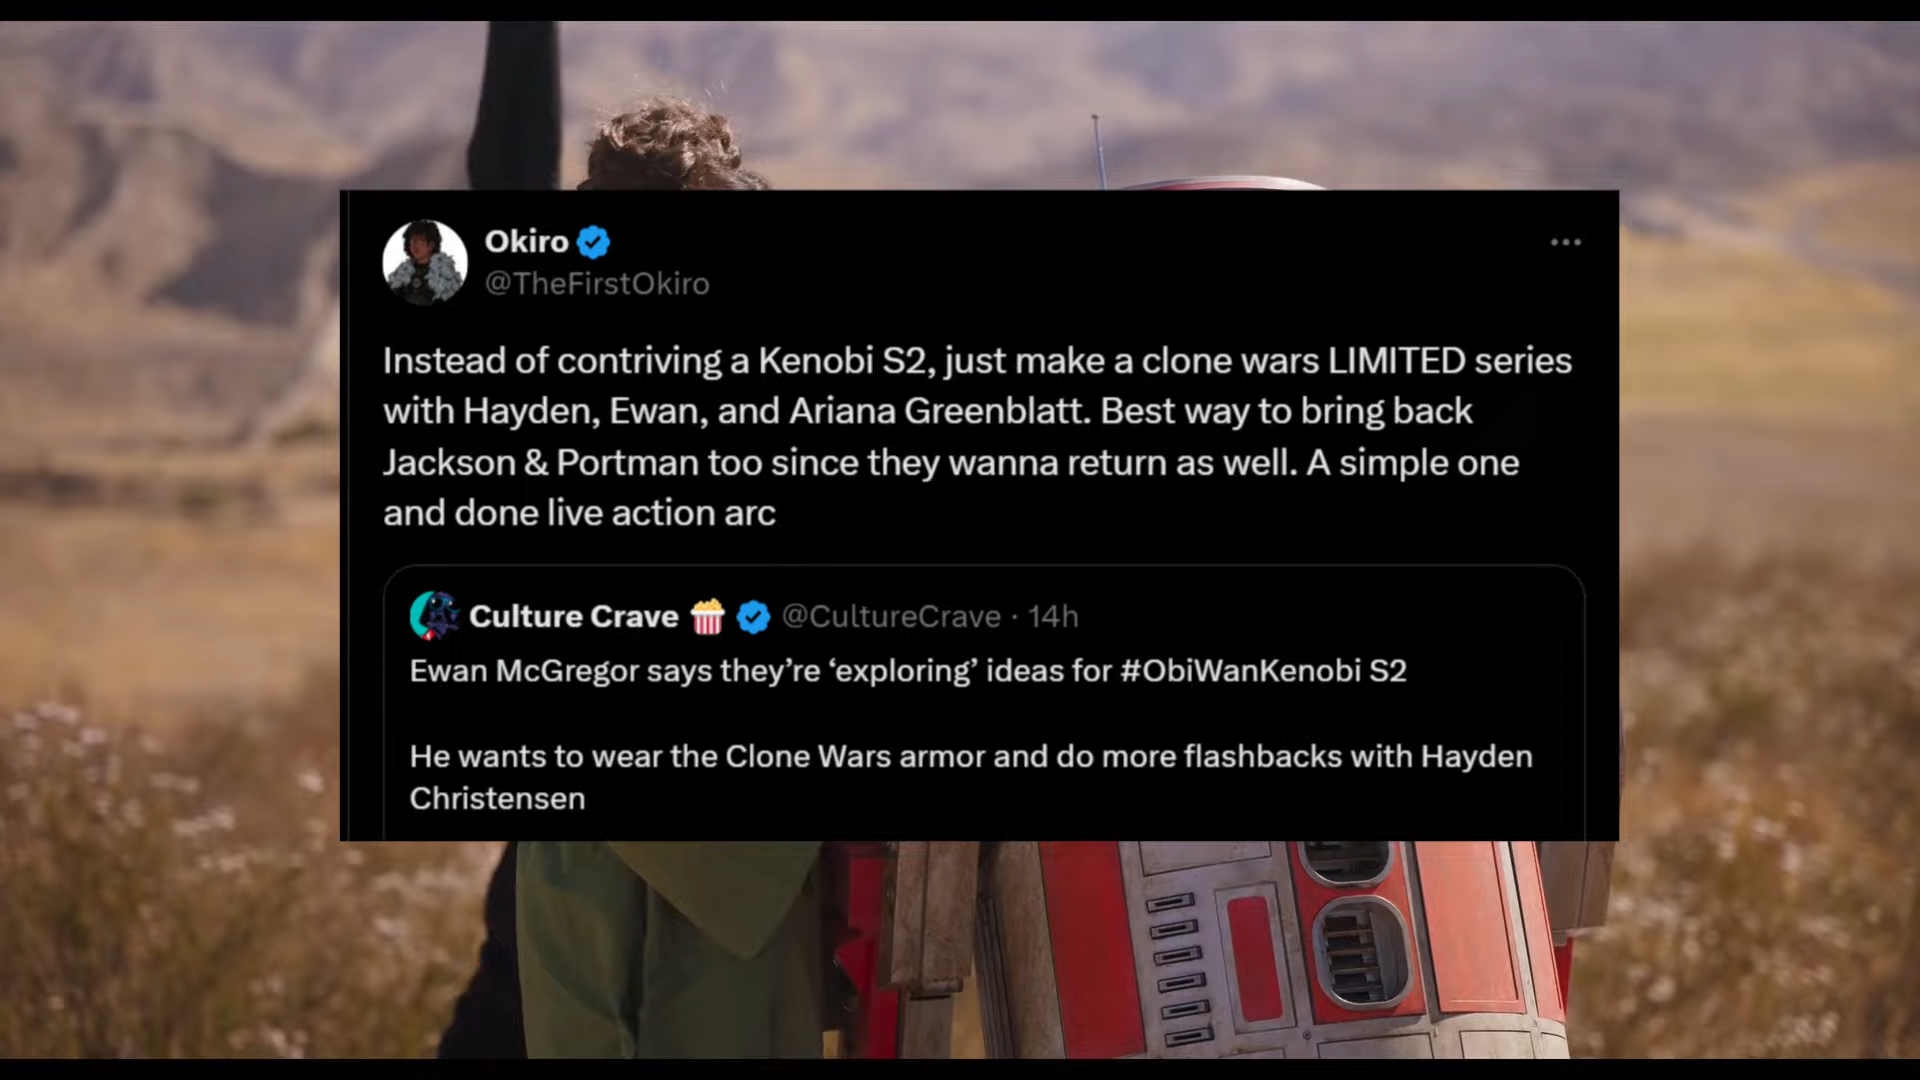 Okiro
@TheFirstOkiro
Instead of contriving a Kenobi S2, just make a clone wars LIMITED series
with Hayden, Ewan, and Ariana Greenblatt. Best way to bring back
Jackson & Portman too since they wanna return as well. A simple one
and done live action arc
Culture Crave 🍿 @CultureCrave · 14h
Ewan McGregor says they’re ‘exploring’ ideas for #ObiWanKenobi S2
He wants to wear the Clone Wars armor and do more flashbacks with Hayden
Christensen